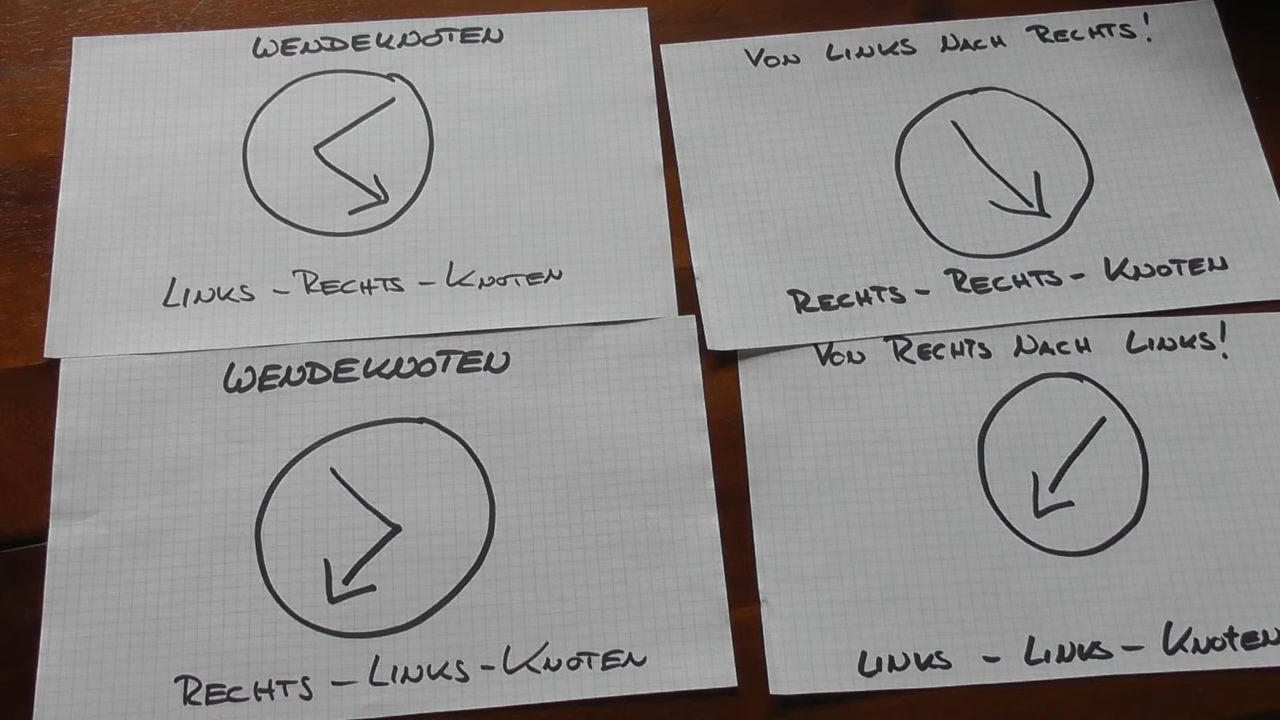 WENDEKNOTEN
LINKS - RECHTS - KNOTEN
VON LINKS NACH RECHTS!
RECHTS - RECHTS - KNOTEN
WENDEKNOTEN
RECHTS - LINKS - KNOTEN
VON RECHTS NACH LINKS!
LINKS - LINKS - KNOTEN